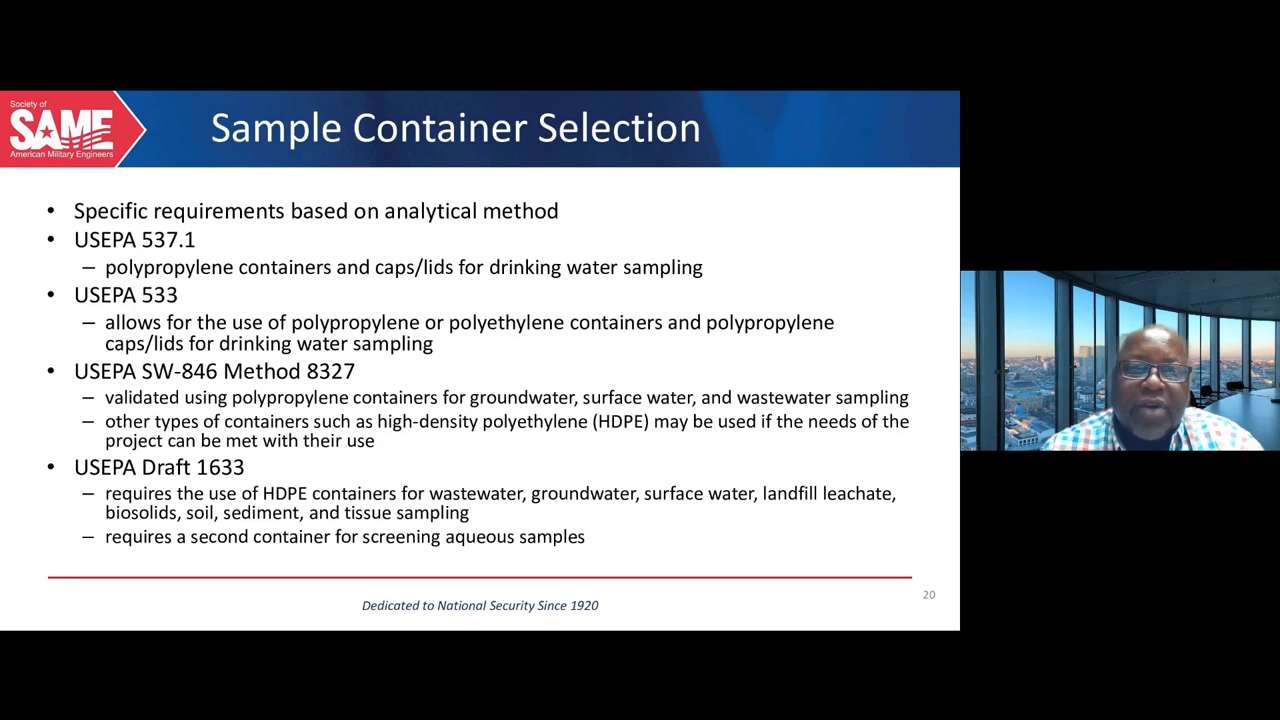 Society of
SAME
American Military Engineers
Sample Container Selection
• Specific requirements based on analytical method
• USEPA 537.1
– polypropylene containers and caps/lids for drinking water sampling
• USEPA 533
– allows for the use of polypropylene or polyethylene containers and polypropylene
caps/lids for drinking water sampling
• USEPA SW-846 Method 8327
– validated using polypropylene containers for groundwater, surface water, and wastewater sampling
– other types of containers such as high-density polyethylene (HDPE) may be used if the needs of the
project can be met with their use
• USEPA Draft 1633
– requires the use of HDPE containers for wastewater, groundwater, surface water, landfill leachate,
biosolids, soil, sediment, and tissue sampling
– requires a second container for screening aqueous samples
20
Dedicated to National Security Since 1920